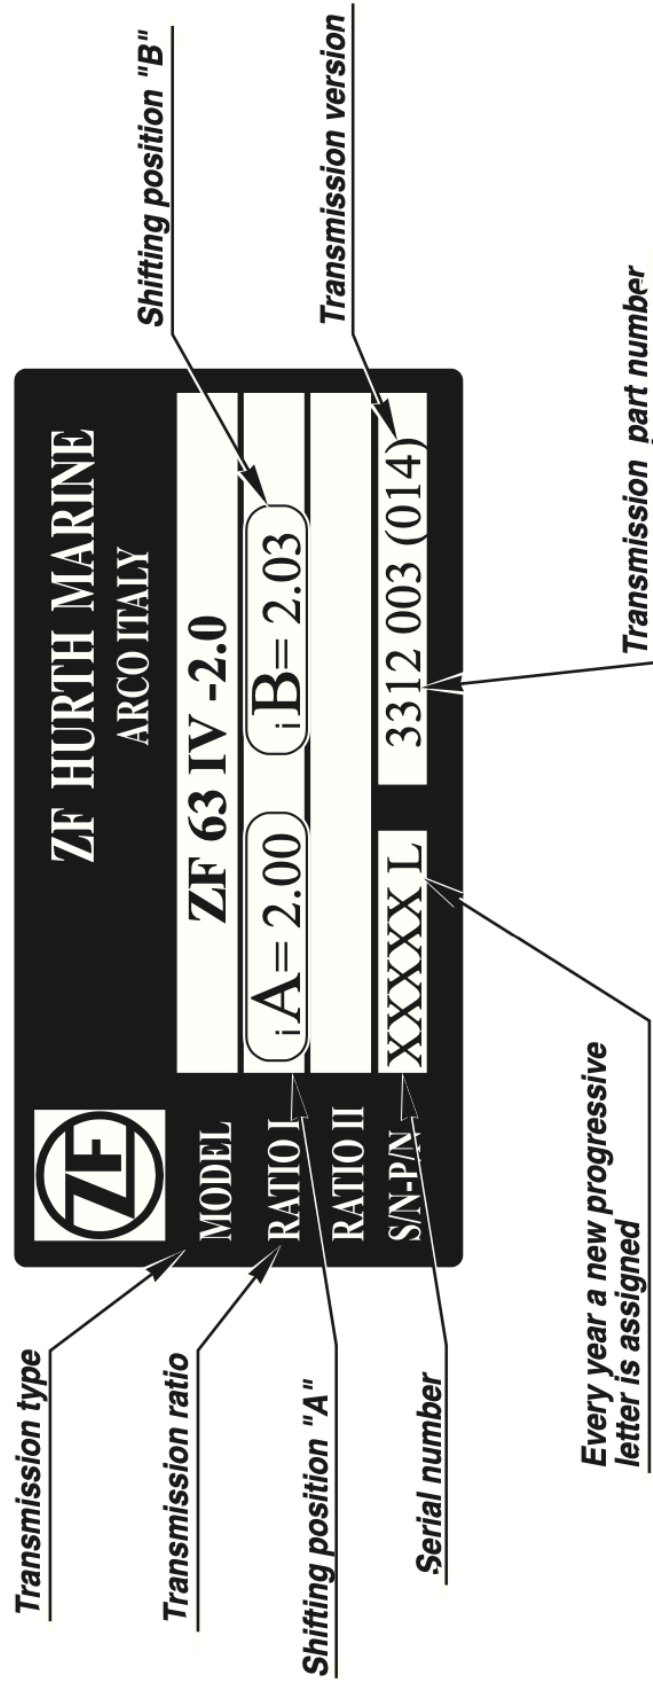 Transmission type
Transmission ratio
Shifting position "A"
Serial number
Every year a new progressive
letter is assigned
ZF
ZF HURTH MARINE
ARCO ITALY
MODEL
ZF 63 IV -2.0
RATIO I
iA= 2.00
iB= 2.03
RATIO II
S/N-P/N
XXXXX L
3312 003 (014)
Shifting position "B"
Transmission version
Transmission part number